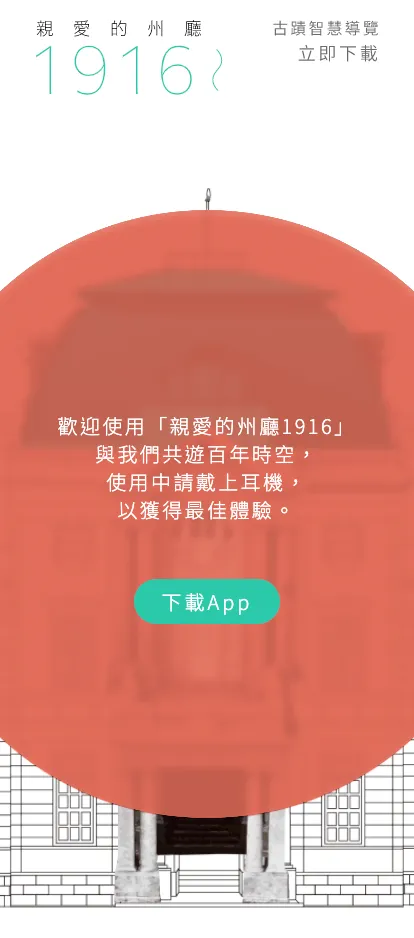 親愛的州廳
1916~
古蹟智慧導覽
立即下載
歡迎使用「親愛的州廳1916」
與我們共遊百年時空，
使用中請戴上耳機，
以獲得最佳體驗。
下載App